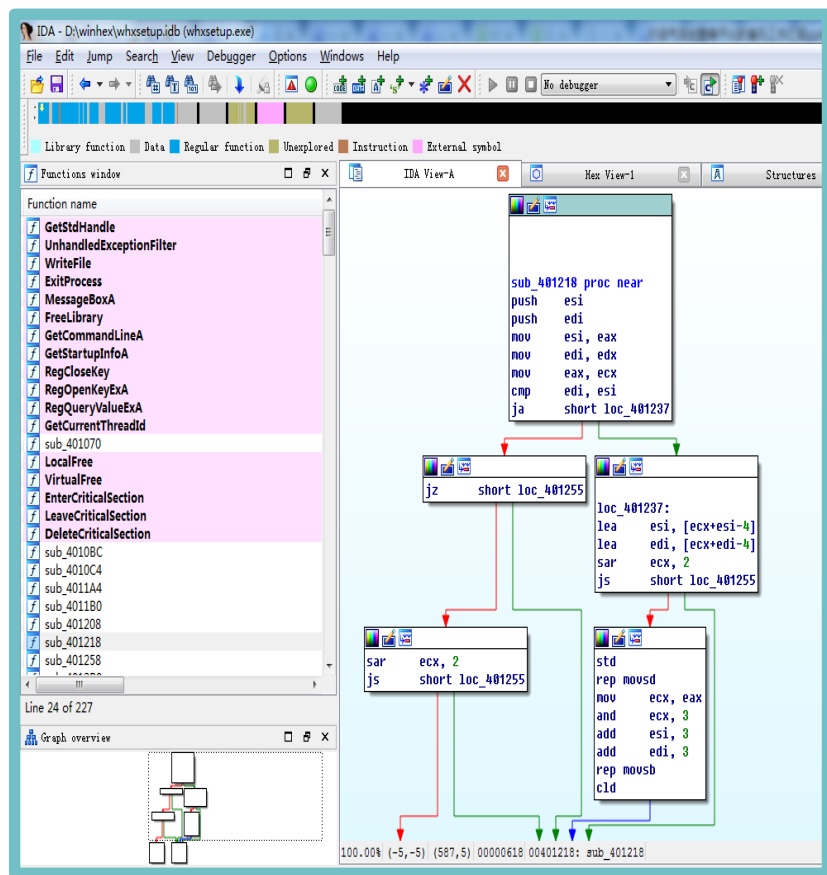 IDA - D:\winhex\whxsetup.idb (whxsetup.exe)
File Edit Jump Search View Debugger Options Windows Help
No debugger
Library function Data Regular function Unexplored Instruction External symbol
Functions window
Function name
GetStdHandle
UnhandledExceptionFilter
WriteFile
ExitProcess
MessageBoxA
FreeLibrary
GetCommandLineA
GetStartupInfoA
RegCloseKey
RegOpenKeyExA
RegQueryValueExA
GetCurrentThreadId
sub_401070
LocalFree
VirtualFree
EnterCriticalSection
LeaveCriticalSection
DeleteCriticalSection
sub_4010BC
sub_4010C4
sub_4011A4
sub_4011B0
sub_401208
sub_401218
sub_401258
Line 24 of 227
Graph overview
IDA View-A Hex View-1 Structures
sub_401218 proc near
push esi
push edi
mov esi, eax
mov edi, edx
mov eax, ecx
cmp edi, esi
ja short loc_401237
jz short loc_401255
loc_401237:
lea esi, [ecx+esi-4]
lea edi, [ecx+edi-4]
sar ecx, 2
js short loc_401255
sar ecx, 2
js short loc_401255
std
rep movsd
mov ecx, eax
and ecx, 3
add esi, 3
add edi, 3
rep movsb
cld
100.00% (-5,-5) (587,5) 00000618 00401218: sub_401218